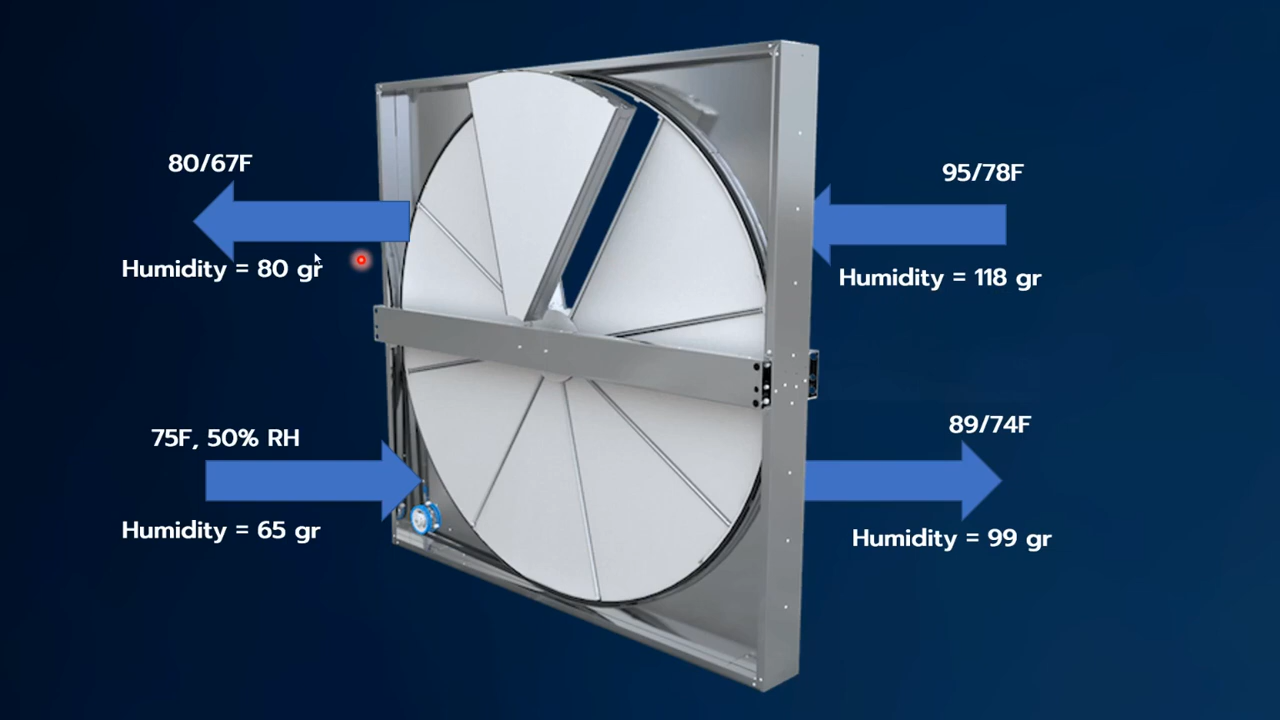 80/67F
95/78F
Humidity = 80 gr
Humidity = 118 gr
75F, 50% RH
89/74F
Humidity = 65 gr
Humidity = 99 gr